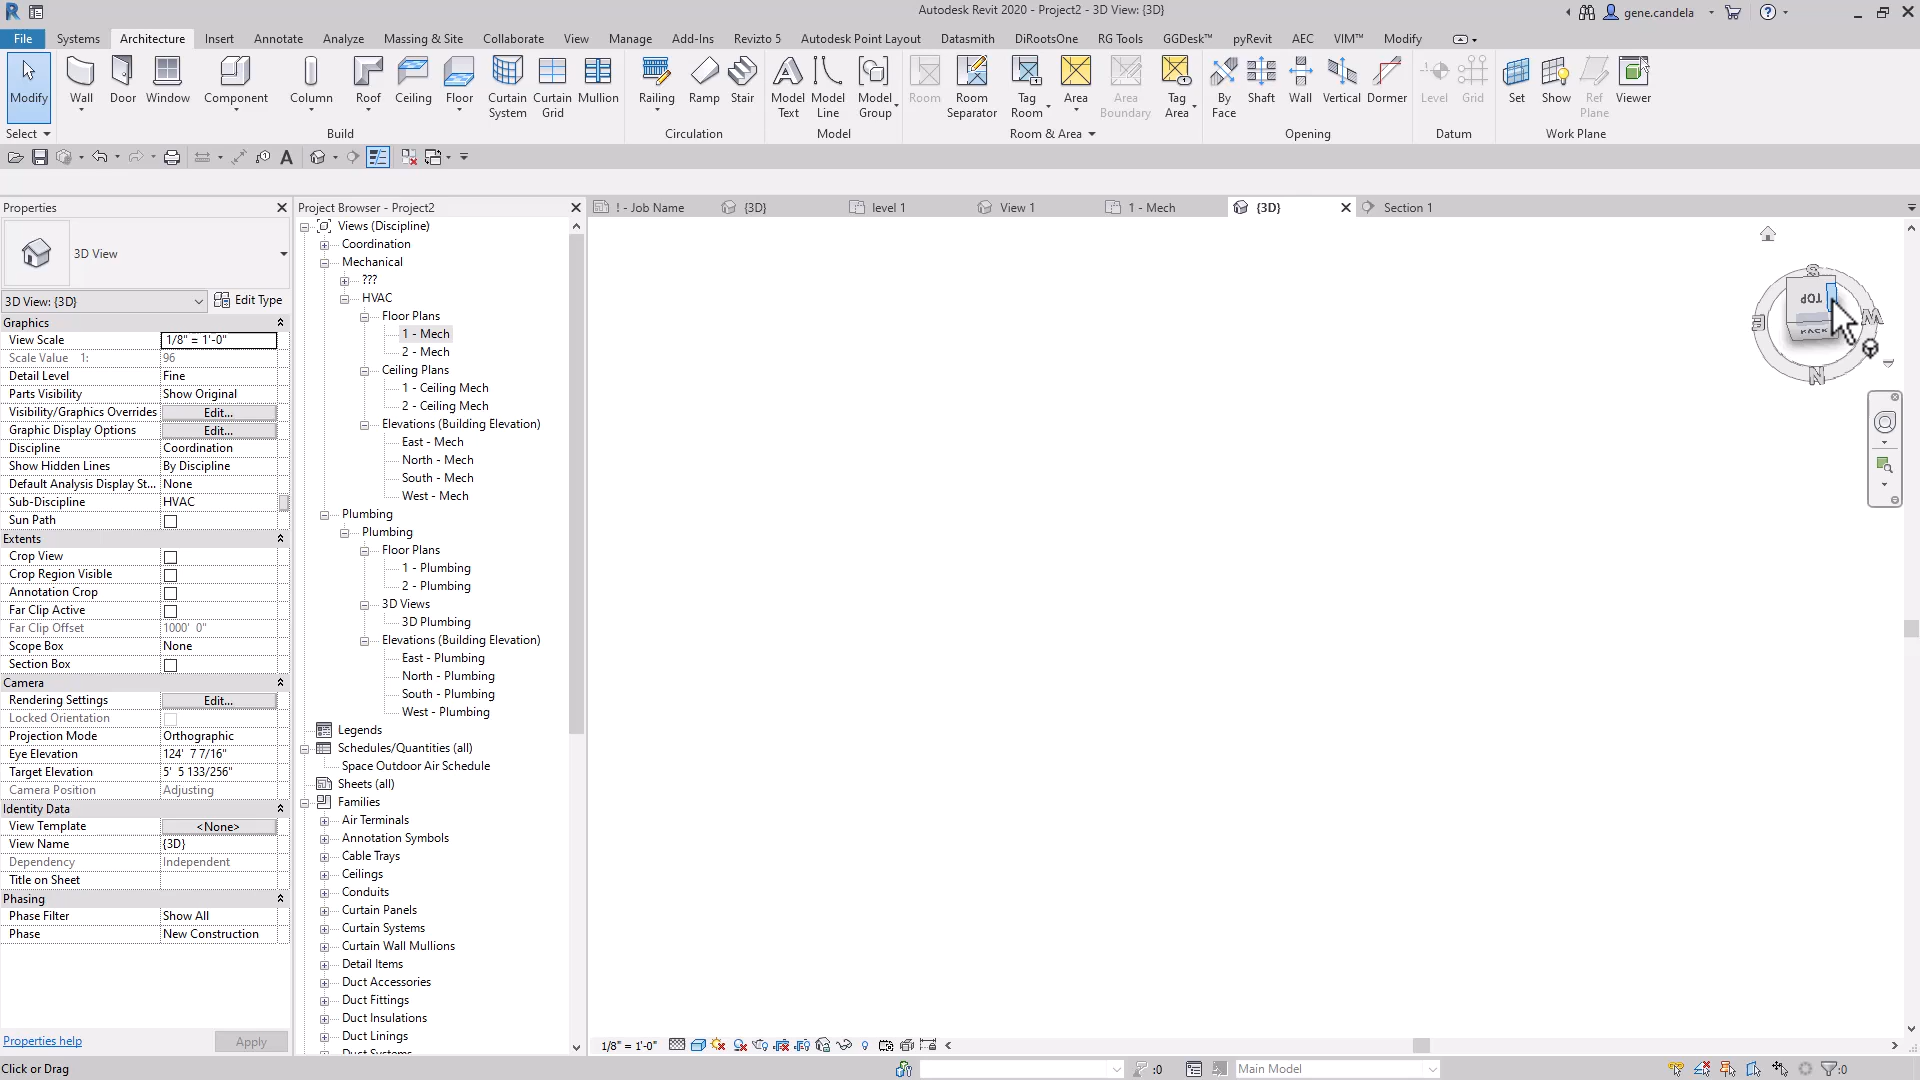 Autodesk Revit 2020 - Project2 - 3D View: {3D}
gene.candela
File Systems Architecture Insert Annotate Analyze Massing & Site Collaborate View Manage Add-Ins Revizto 5 Autodesk Point Layout Datasmith DiRootsOne RG Tools GGDesk™ pyRevit AEC VIM™ Modify
Modify Wall Door Window Component Column Roof Ceiling Floor Curtain System Curtain Grid Mullion Railing Ramp Stair Model Text Model Line Model Group Room Room Separator Tag Room Area Area Boundary Tag Area By Face Shaft Wall Vertical Dormer Level Grid Set Show Ref Plane Viewer
Select Build Circulation Model Room & Area Opening Datum Work Plane
Properties
3D View
3D View: {3D} Edit Type
Graphics
View Scale 1/8" = 1'-0"
Scale Value 1: 96
Detail Level Fine
Parts Visibility Show Original
Visibility/Graphics Overrides Edit...
Graphic Display Options Edit...
Discipline Coordination
Show Hidden Lines By Discipline
Default Analysis Display St... None
Sub-Discipline HVAC
Sun Path
Extents
Crop View
Crop Region Visible
Annotation Crop
Far Clip Active
Far Clip Offset 1000' 0"
Scope Box None
Section Box
Camera
Rendering Settings Edit...
Locked Orientation
Projection Mode Orthographic
Eye Elevation 124' 7 7/16"
Target Elevation 5' 5 133/256"
Camera Position Adjusting
Identity Data
View Template <None>
View Name {3D}
Dependency Independent
Title on Sheet
Phasing
Phase Filter Show All
Phase New Construction
Properties help Apply
Click or Drag
Project Browser - Project2
Views (Discipline)
Coordination
Mechanical
???
HVAC
Floor Plans
1 - Mech
2 - Mech
Ceiling Plans
1 - Ceiling Mech
2 - Ceiling Mech
Elevations (Building Elevation)
East - Mech
North - Mech
South - Mech
West - Mech
Plumbing
Plumbing
Floor Plans
1 - Plumbing
2 - Plumbing
3D Views
3D Plumbing
Elevations (Building Elevation)
East - Plumbing
North - Plumbing
South - Plumbing
West - Plumbing
Legends
Schedules/Quantities (all)
Space Outdoor Air Schedule
Sheets (all)
Families
Air Terminals
Annotation Symbols
Cable Trays
Ceilings
Conduits
Curtain Panels
Curtain Systems
Curtain Wall Mullions
Detail Items
Duct Accessories
Duct Fittings
Duct Insulations
Duct Linings
Duct Systems
! - Job Name {3D} level 1 View 1 1 - Mech {3D} Section 1
S
TOP
BACK
E
W
N
1/8" = 1'-0"
:0 Main Model :0